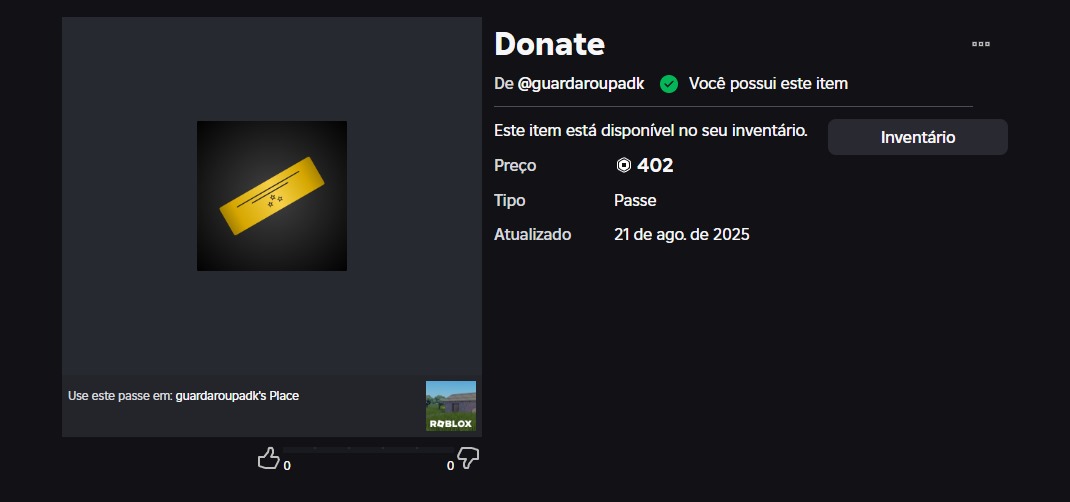 Donate
De @guardaroupadk Você possui este item
Este item está disponível no seu inventário.
Inventário
Preço 402
Tipo Passe
Atualizado 21 de ago. de 2025
Use este passe em: guardaroupadk's Place
ROBLOX
0 0